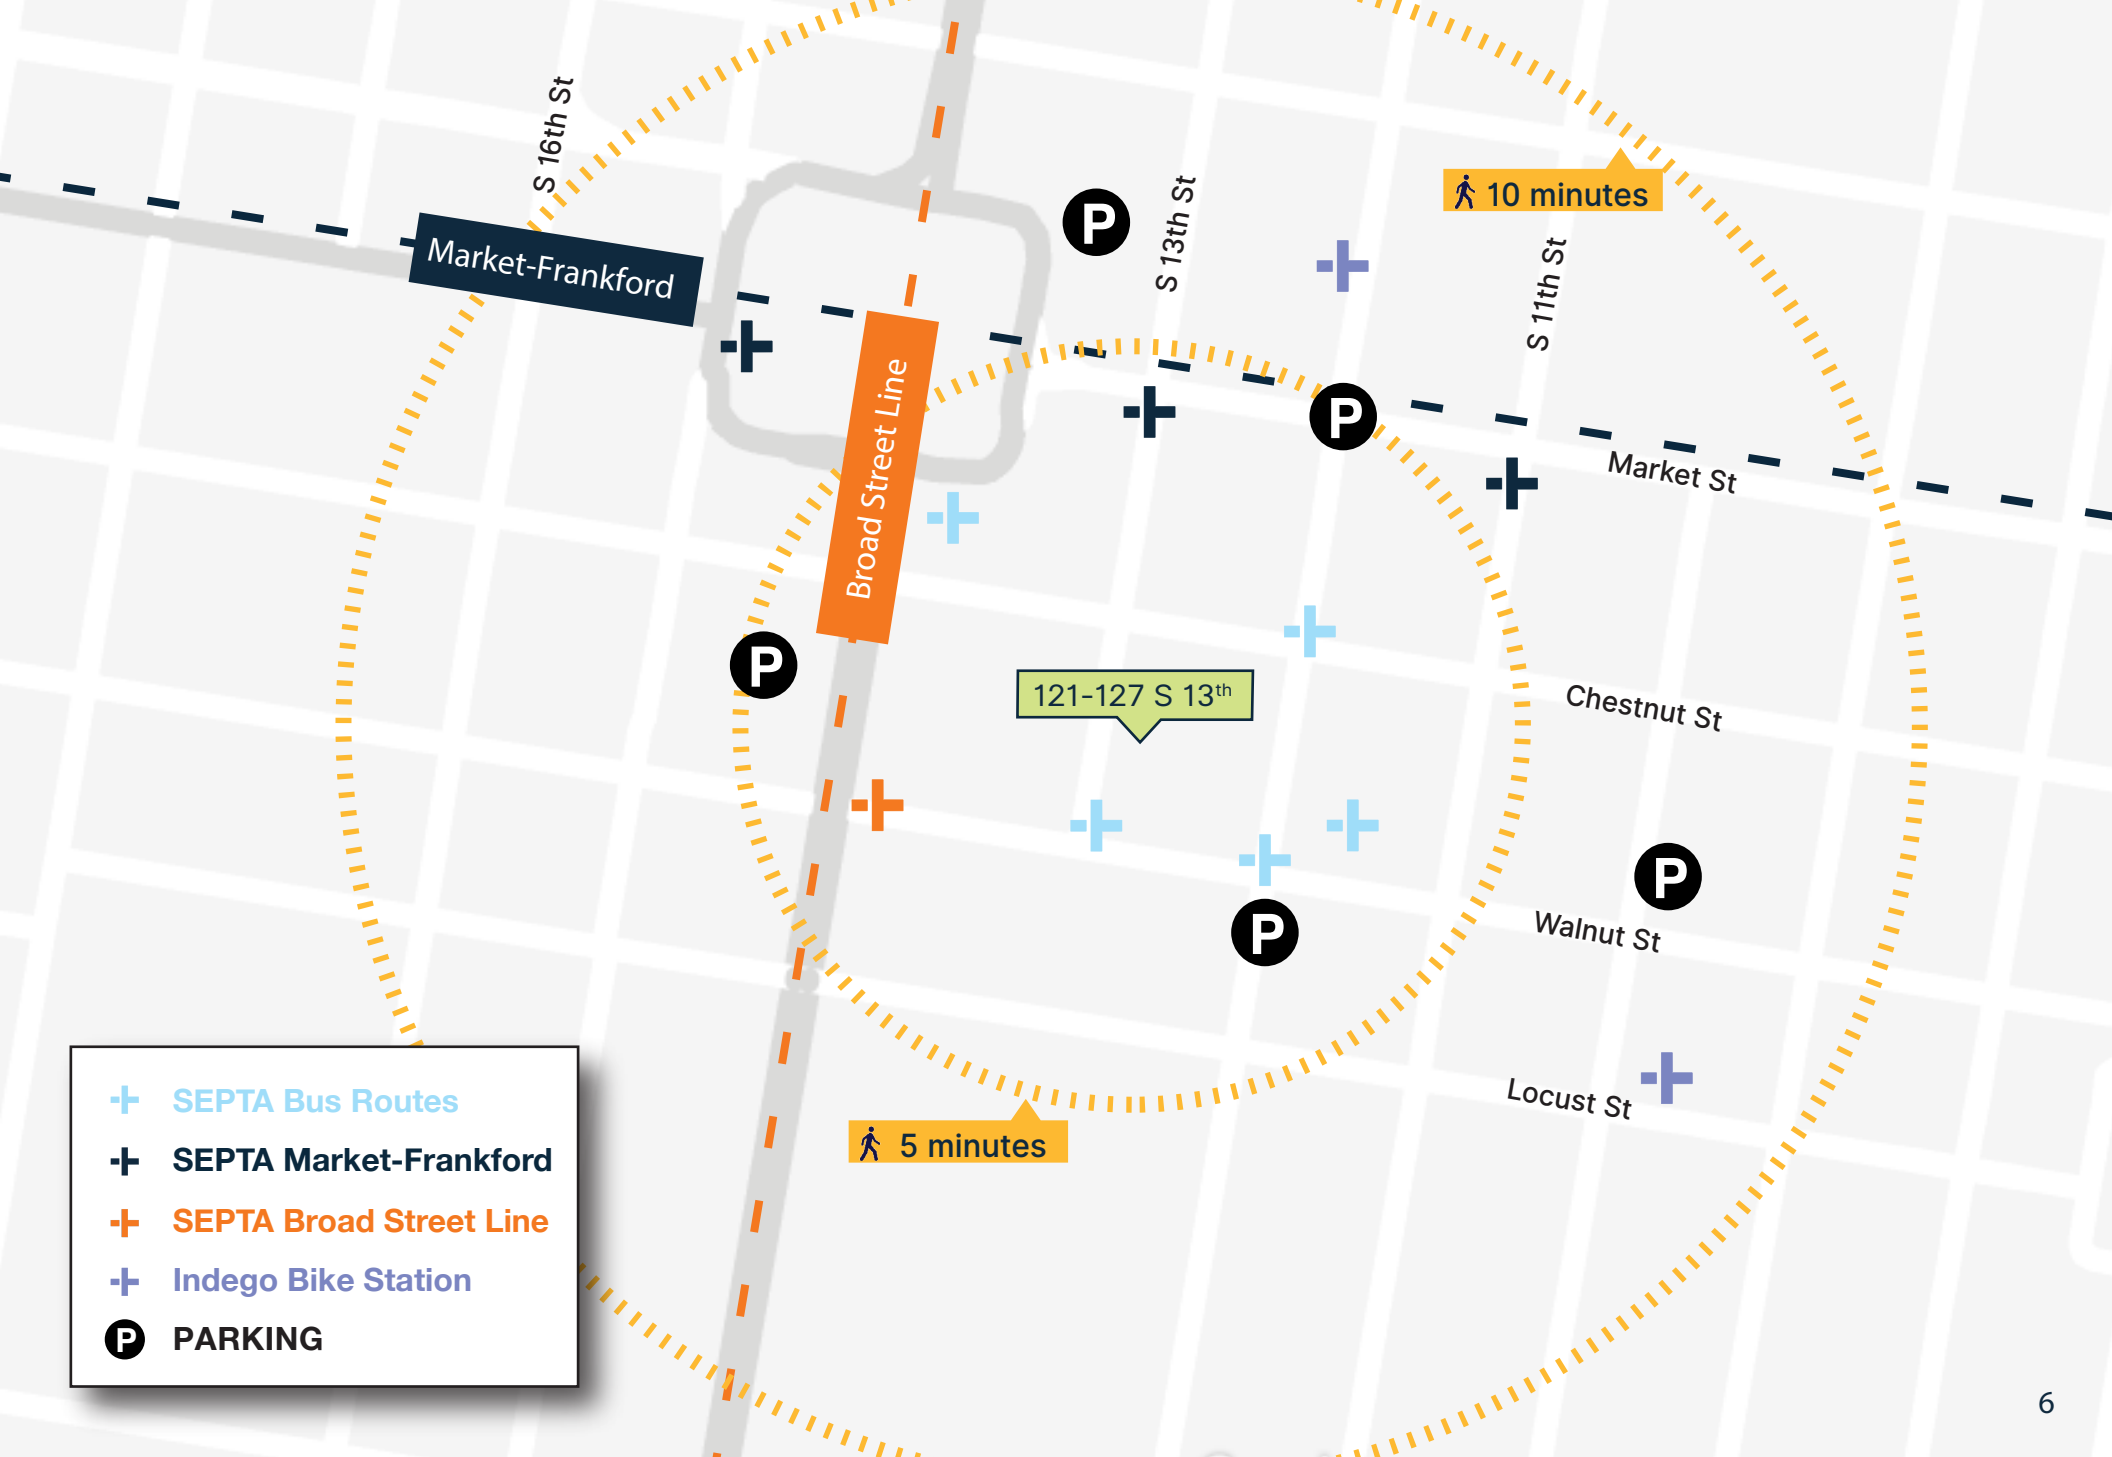 S 16th St
S 13th St
10 minutes
Market-Frankford
S 11th St
P
Broad Street Line
P
Market St
P
121-127 S 13th
Chestnut St
P
P
Walnut St
Locust St
5 minutes
SEPTA Bus Routes
SEPTA Market-Frankford
SEPTA Broad Street Line
Indego Bike Station
P PARKING
6